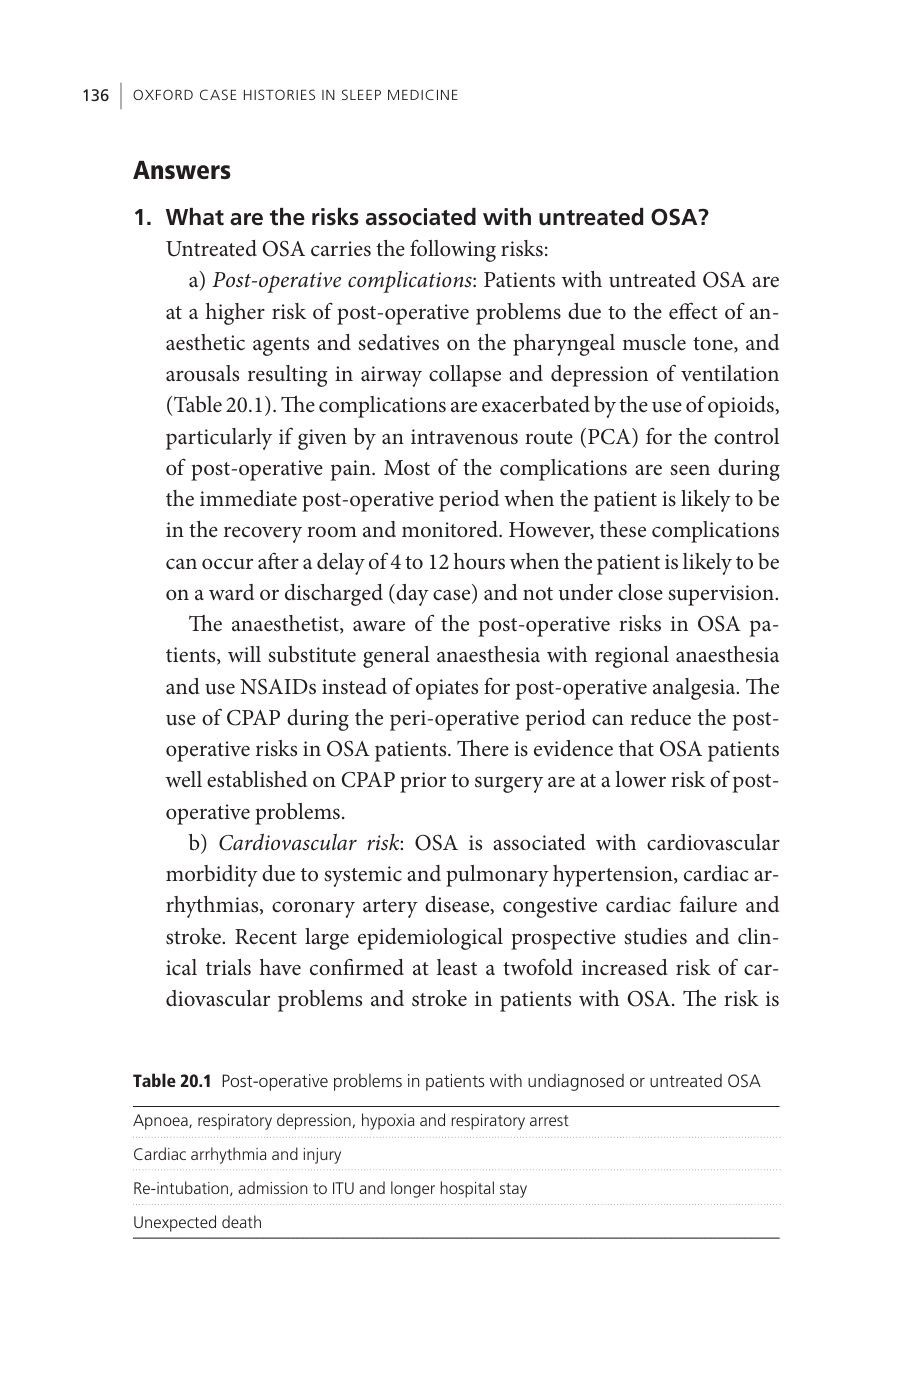 136 OXFORD CASE HISTORIES IN SLEEP MEDICINE
Answers
1. What are the risks associated with untreated OSA?
Untreated OSA carries the following risks:
a) Post-operative complications: Patients with untreated OSA are
at a higher risk of post-operative problems due to the effect of an-
aesthetic agents and sedatives on the pharyngeal muscle tone, and
arousals resulting in airway collapse and depression of ventilation
(Table 20.1). The complications are exacerbated by the use of opioids,
particularly if given by an intravenous route (PCA) for the control
of post-operative pain. Most of the complications are seen during
the immediate post-operative period when the patient is likely to be
in the recovery room and monitored. However, these complications
can occur after a delay of 4 to 12 hours when the patient is likely to be
on a ward or discharged (day case) and not under close supervision.
The anaesthetist, aware of the post-operative risks in OSA pa-
tients, will substitute general anaesthesia with regional anaesthesia
and use NSAIDs instead of opiates for post-operative analgesia. The
use of CPAP during the peri-operative period can reduce the post-
operative risks in OSA patients. There is evidence that OSA patients
well established on CPAP prior to surgery are at a lower risk of post-
operative problems.
b) Cardiovascular risk: OSA is associated with cardiovascular
morbidity due to systemic and pulmonary hypertension, cardiac ar-
rhythmias, coronary artery disease, congestive cardiac failure and
stroke. Recent large epidemiological prospective studies and clin-
ical trials have confirmed at least a twofold increased risk of car-
diovascular problems and stroke in patients with OSA. The risk is
Table 20.1 Post-operative problems in patients with undiagnosed or untreated OSA
Apnoea, respiratory depression, hypoxia and respiratory arrest
Cardiac arrhythmia and injury
Re-intubation, admission to ITU and longer hospital stay
Unexpected death